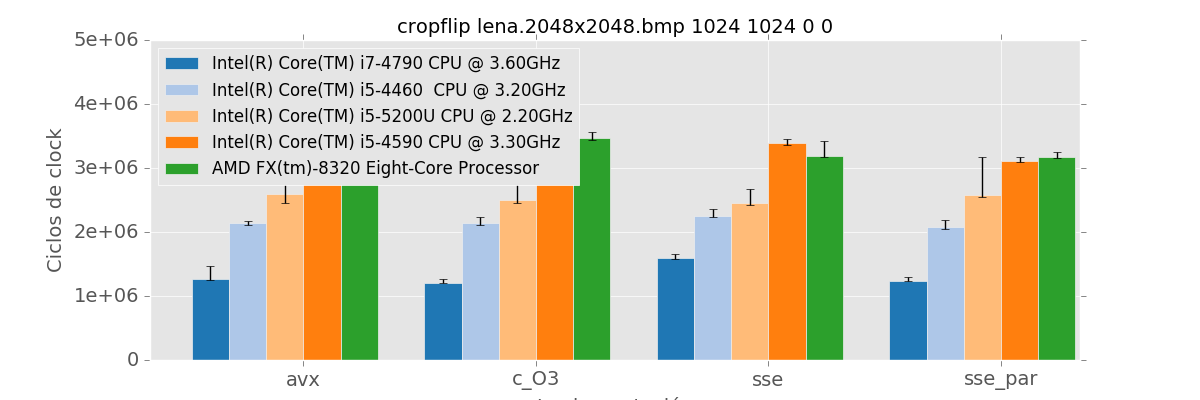 cropflip lena.2048x2048.bmp 1024 1024 0 0
5e+06
4e+06
3e+06
2e+06
1e+06
0
Ciclos de clock
Intel(R) Core(TM) i7-4790 CPU @ 3.60GHz
Intel(R) Core(TM) i5-4460  CPU @ 3.20GHz
Intel(R) Core(TM) i5-5200U CPU @ 2.20GHz
Intel(R) Core(TM) i5-4590 CPU @ 3.30GHz
AMD FX(tm)-8320 Eight-Core Processor
avx c_O3 sse sse_par